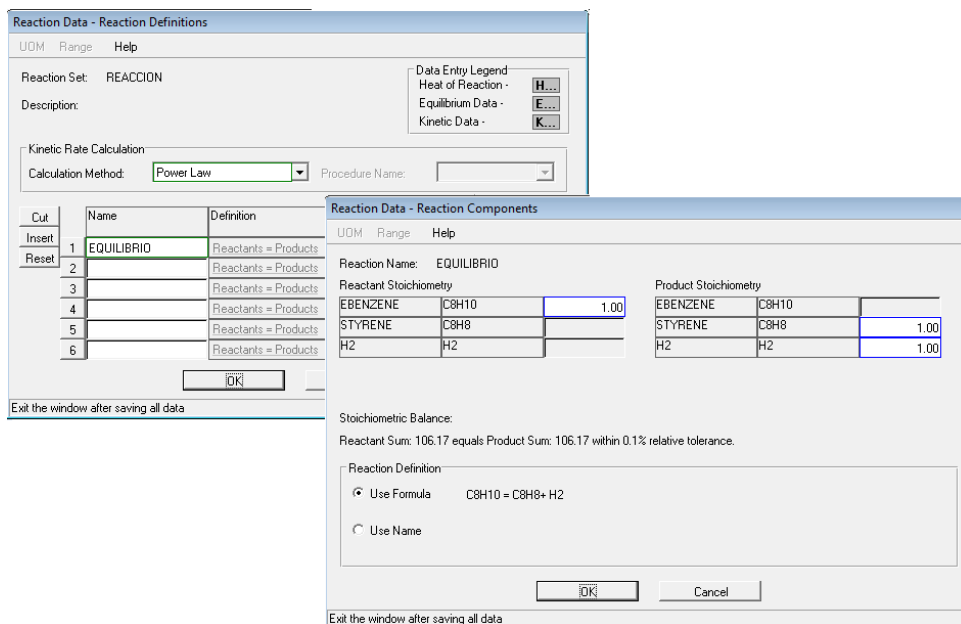 Reaction Data - Reaction Definitions
UOM Range Help
Reaction Set: REACCION
Description:
Data Entry Legend
Heat of Reaction - H...
Equilibrium Data - E...
Kinetic Data - K...
Kinetic Rate Calculation
Calculation Method: Power Law Procedure Name:
Cut
Insert
Reset
Name Definition
1 EQUILIBRIO Reactants = Products
2 Reactants = Products
3 Reactants = Products
4 Reactants = Products
5 Reactants = Products
6 Reactants = Products
OK
Exit the window after saving all data
Reaction Data - Reaction Components
UOM Range Help
Reaction Name: EQUILIBRIO
Reactant Stoichiometry Product Stoichiometry
EBENZENE C8H10 1.00 EBENZENE C8H10
STYRENE C8H8 STYRENE C8H8 1.00
H2 H2 H2 H2 1.00
Stoichiometric Balance:
Reactant Sum: 106.17 equals Product Sum: 106.17 within 0.1% relative tolerance.
Reaction Definition
Use Formula C8H10 = C8H8+ H2
Use Name
OK Cancel
Exit the window after saving all data